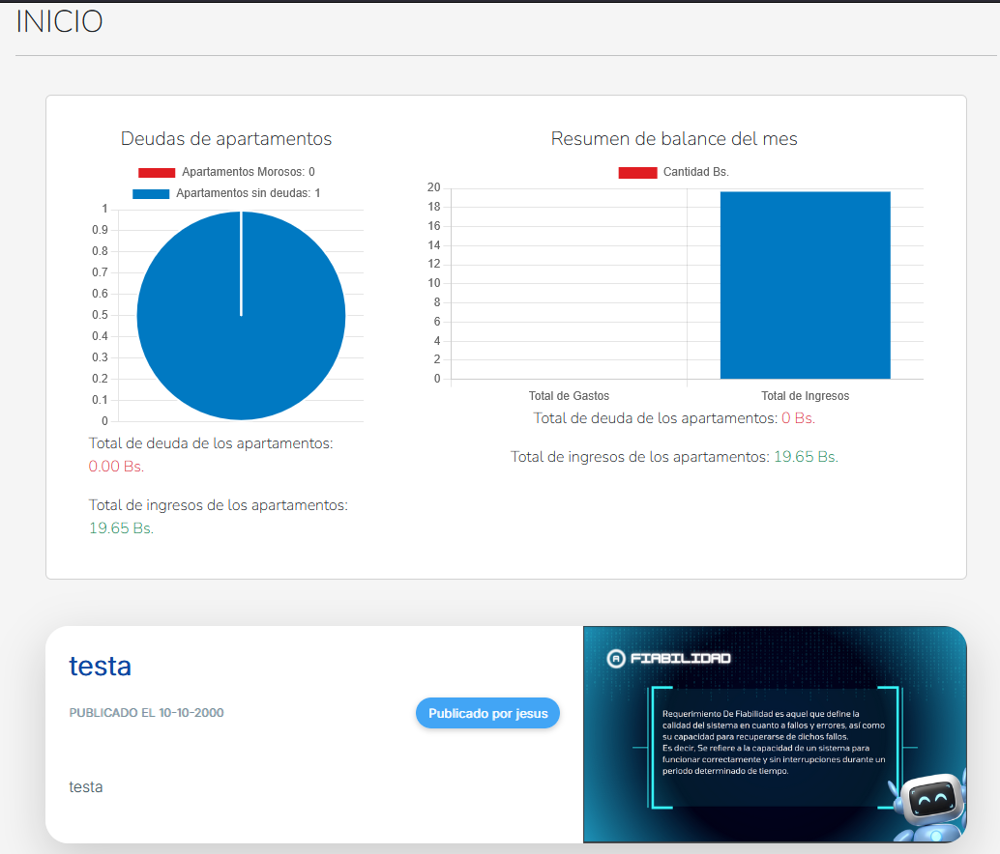 INICIO
Deudas de apartamentos
Apartamentos Morosos: 0
Apartamentos sin deudas: 1
1
0.9
0.8
0.7
0.6
0.5
0.4
0.3
0.2
0.1
0
Total de deuda de los apartamentos:
0.00 Bs.
Total de ingresos de los apartamentos:
19.65 Bs.
Resumen de balance del mes
Cantidad Bs.
20
18
16
14
12
10
8
6
4
2
0
Total de Gastos Total de Ingresos
Total de deuda de los apartamentos: 0 Bs.
Total de ingresos de los apartamentos: 19.65 Bs.
testa
PUBLICADO EL 10-10-2000
Publicado por jesus
testa
A FIABILIDAD
Requerimiento De Fiabilidad es aquel que define la
calidad del sistema en cuanto a fallos y errores, así como
su capacidad para recuperarse de dichos fallos.
Es decir, Se refiere a la capacidad de un sistema para
funcionar correctamente y sin interrupciones durante un
periodo determinado de tiempo.